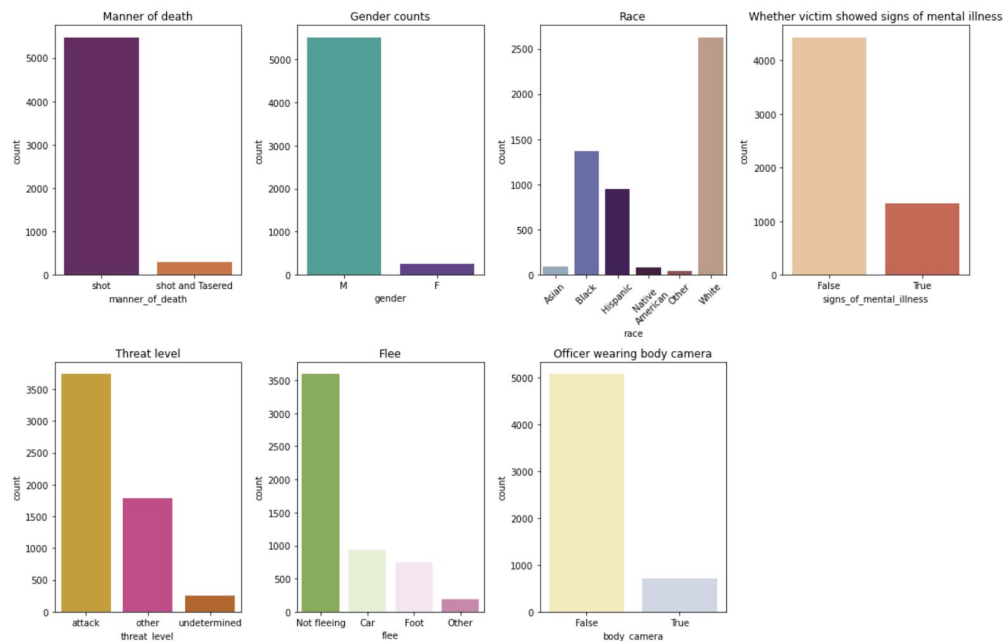 Manner of death
count
5000
4000
3000
2000
1000
0
shot
shot and Tasered
manner_of_death
Gender counts
count
5000
4000
3000
2000
1000
0
M
F
gender
Race
count
2500
2000
1500
1000
500
0
Asian
Black
Hispanic
Native
American
Other
White
race
Whether victim showed signs of mental illness
count
4000
3000
2000
1000
0
False
True
signs_of_mental_illness
Threat level
count
3500
3000
2500
2000
1500
1000
500
0
attack
other
undetermined
threat_level
Flee
count
3500
3000
2500
2000
1500
1000
500
0
Not fleeing
Car
Foot
Other
flee
Officer wearing body camera
count
5000
4000
3000
2000
1000
0
False
True
body_camera